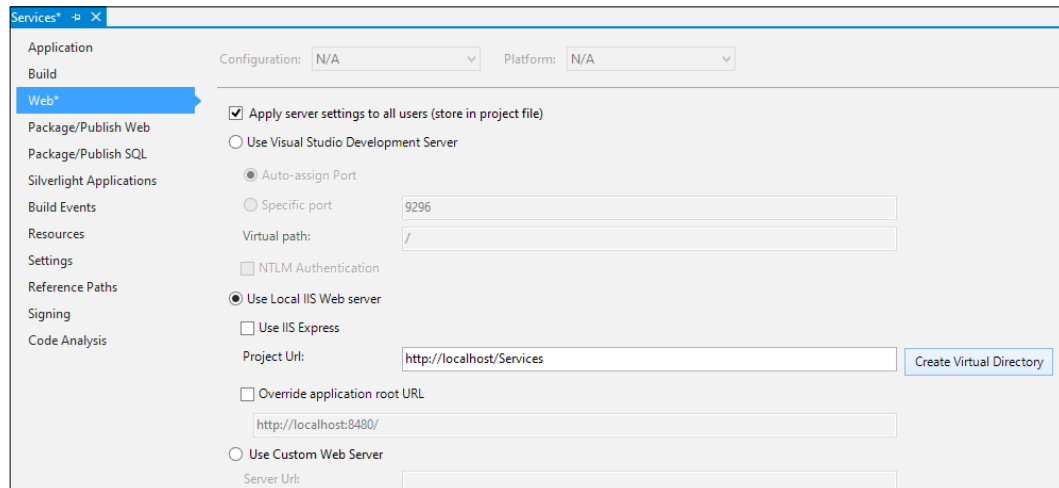 Services*
Application
Build
Web*
Package/Publish Web
Package/Publish SQL
Silverlight Applications
Build Events
Resources
Settings
Reference Paths
Signing
Code Analysis
Configuration: N/A Platform: N/A
Apply server settings to all users (store in project file)
Use Visual Studio Development Server
Auto-assign Port
Specific port 9296
Virtual path: /
NTLM Authentication
Use Local IIS Web server
Use IIS Express
Project Url: http://localhost/Services Create Virtual Directory
Override application root URL
http://localhost:8480/
Use Custom Web Server
Server Url: